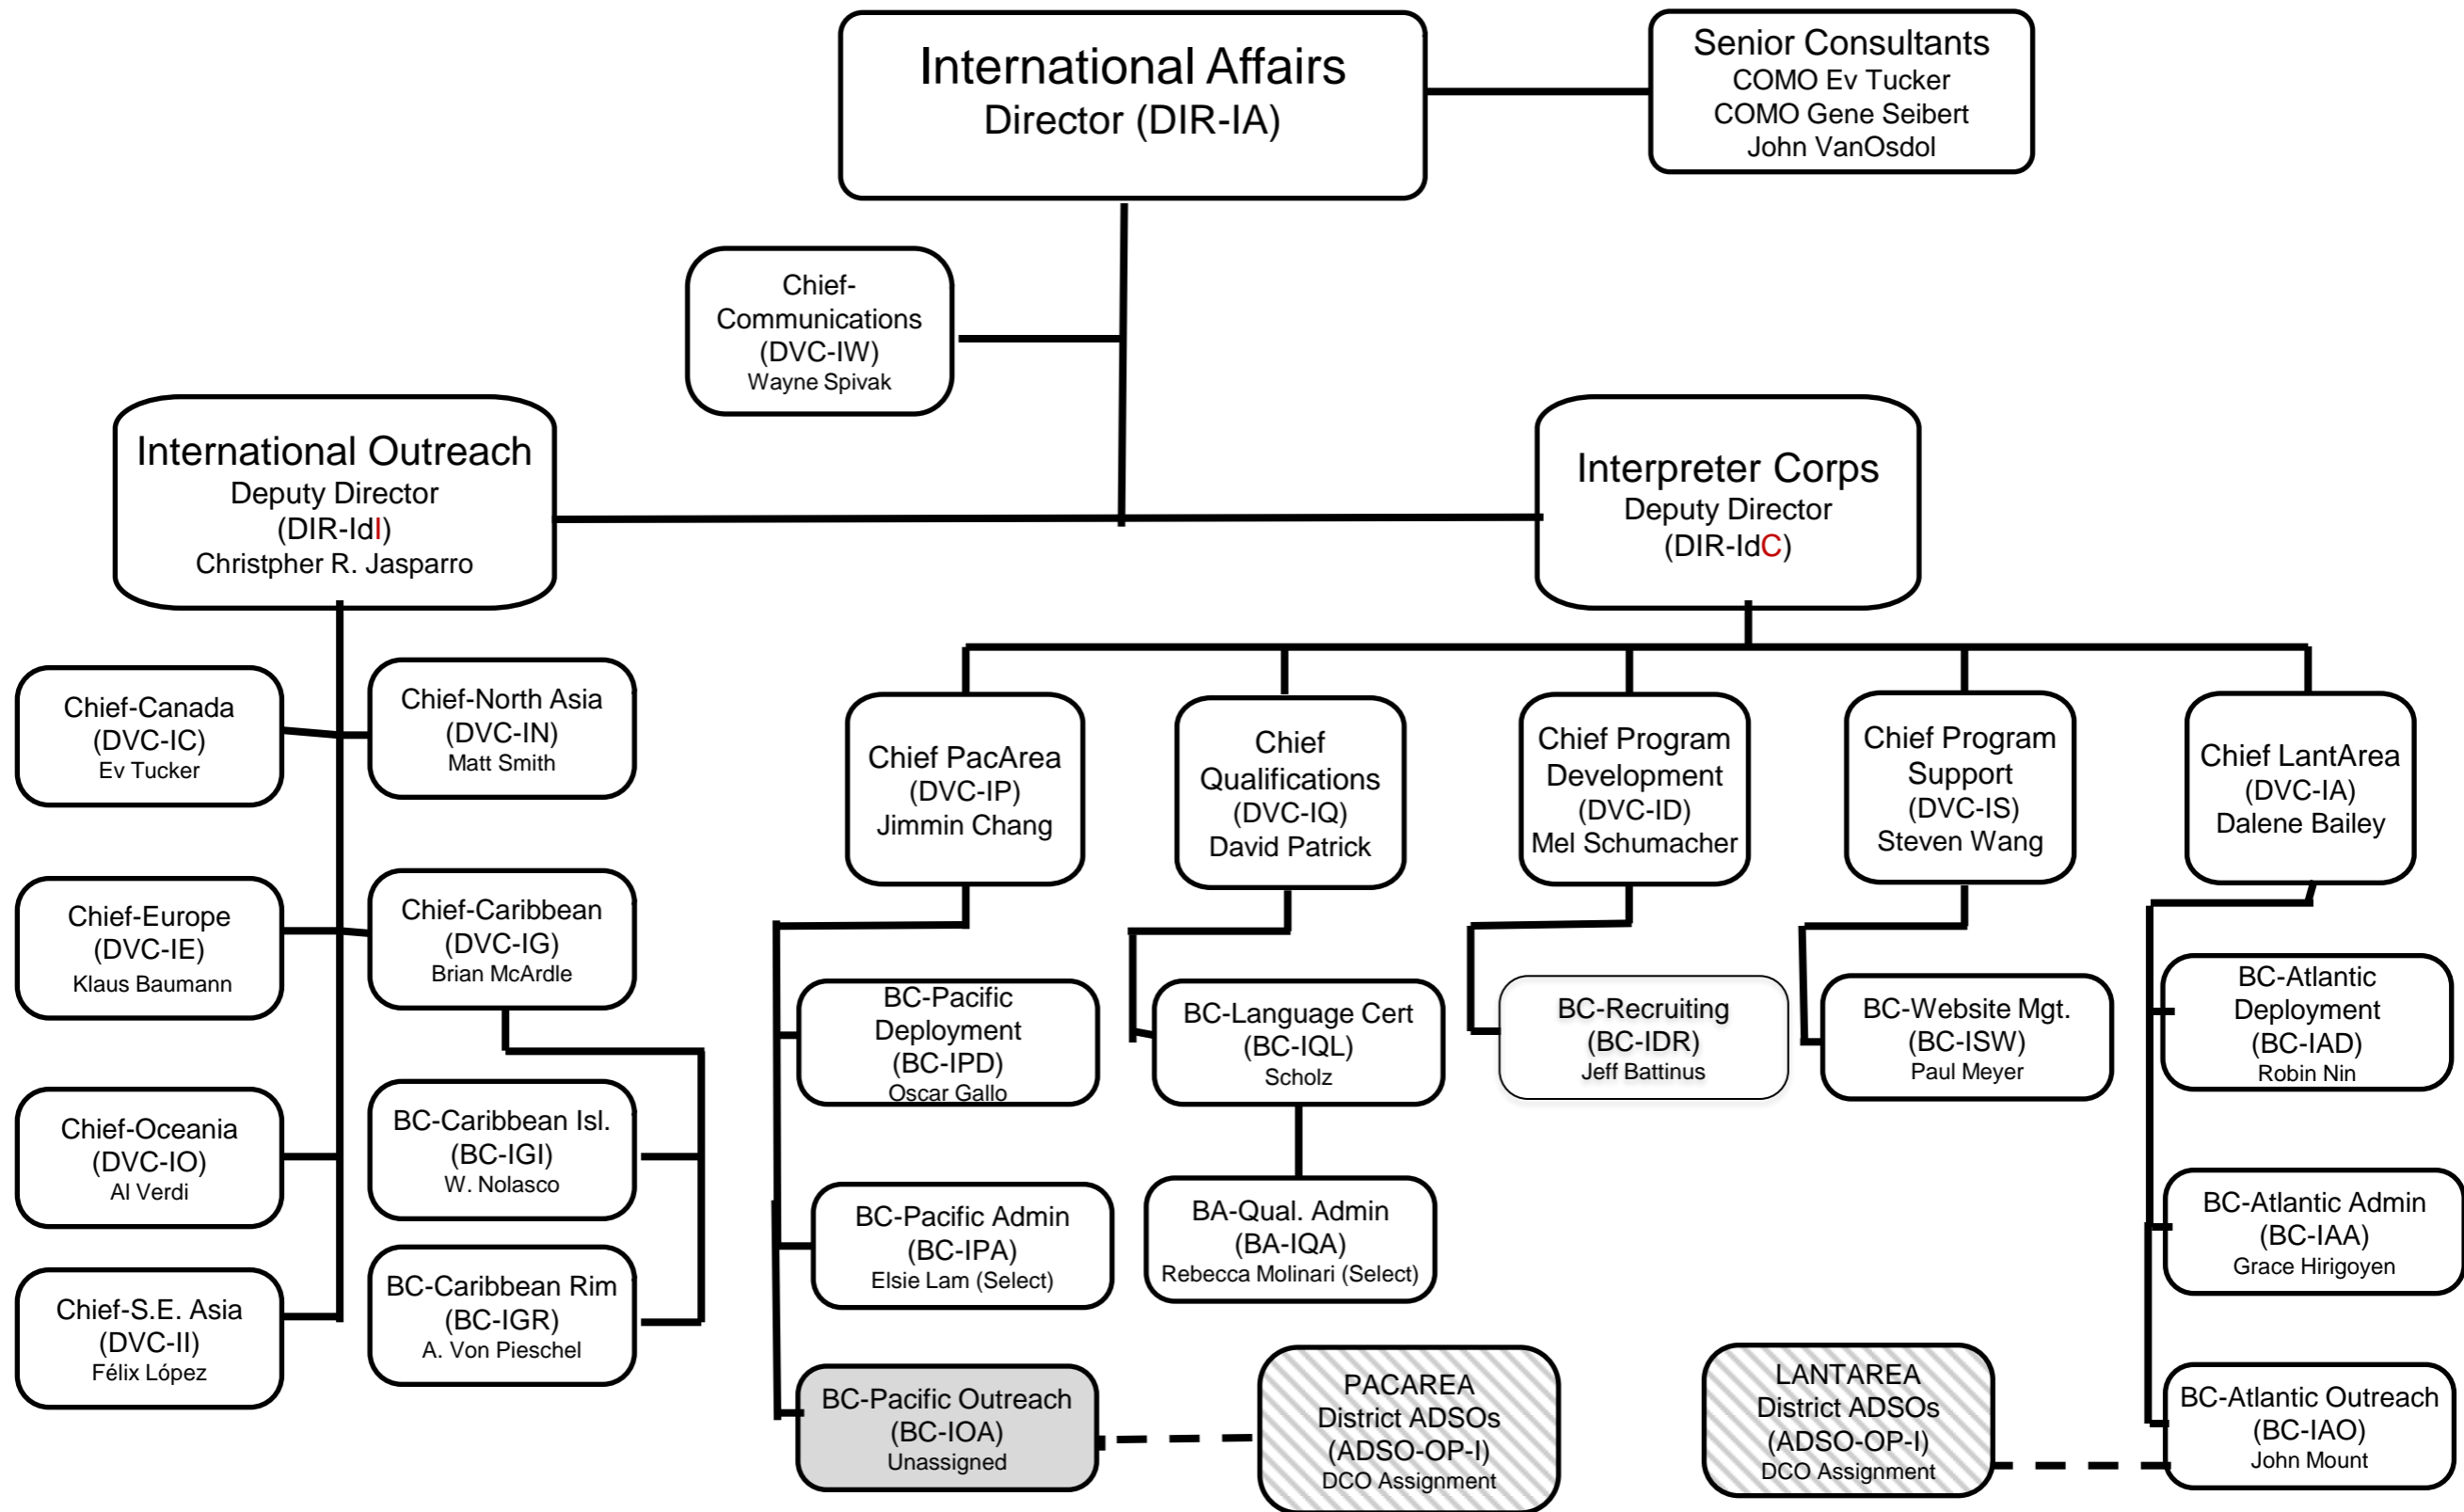 International Affairs
Director (DIR-IA)
Senior Consultants
COMO Ev Tucker
COMO Gene Seibert
John VanOsdol
Chief-
Communications
(DVC-IW)
Wayne Spivak
International Outreach
Deputy Director
(DIR-IdI)
Christpher R. Jasparro
Interpreter Corps
Deputy Director
(DIR-IdC)
Chief-Canada
(DVC-IC)
Ev Tucker
Chief-North Asia
(DVC-IN)
Matt Smith
Chief-Europe
(DVC-IE)
Klaus Baumann
Chief-Caribbean
(DVC-IG)
Brian McArdle
Chief-Oceania
(DVC-IO)
Al Verdi
BC-Caribbean Isl.
(BC-IGI)
W. Nolasco
Chief-S.E. Asia
(DVC-II)
Félix López
BC-Caribbean Rim
(BC-IGR)
A. Von Pieschel
Chief PacArea
(DVC-IP)
Jimmin Chang
Chief
Qualifications
(DVC-IQ)
David Patrick
Chief Program
Development
(DVC-ID)
Mel Schumacher
Chief Program
Support
(DVC-IS)
Steven Wang
Chief LantArea
(DVC-IA)
Dalene Bailey
BC-Pacific
Deployment
(BC-IPD)
Oscar Gallo
BC-Language Cert
(BC-IQL)
Scholz
BC-Recruiting
(BC-IDR)
Jeff Battinus
BC-Website Mgt.
(BC-ISW)
Paul Meyer
BC-Atlantic
Deployment
(BC-IAD)
Robin Nin
BC-Pacific Admin
(BC-IPA)
Elsie Lam (Select)
BA-Qual. Admin
(BA-IQA)
Rebecca Molinari (Select)
BC-Atlantic Admin
(BC-IAA)
Grace Hirigoyen
BC-Pacific Outreach
(BC-IOA)
Unassigned
PACAREA
District ADSOs
(ADSO-OP-I)
DCO Assignment
LANTAREA
District ADSOs
(ADSO-OP-I)
DCO Assignment
BC-Atlantic Outreach
(BC-IAO)
John Mount